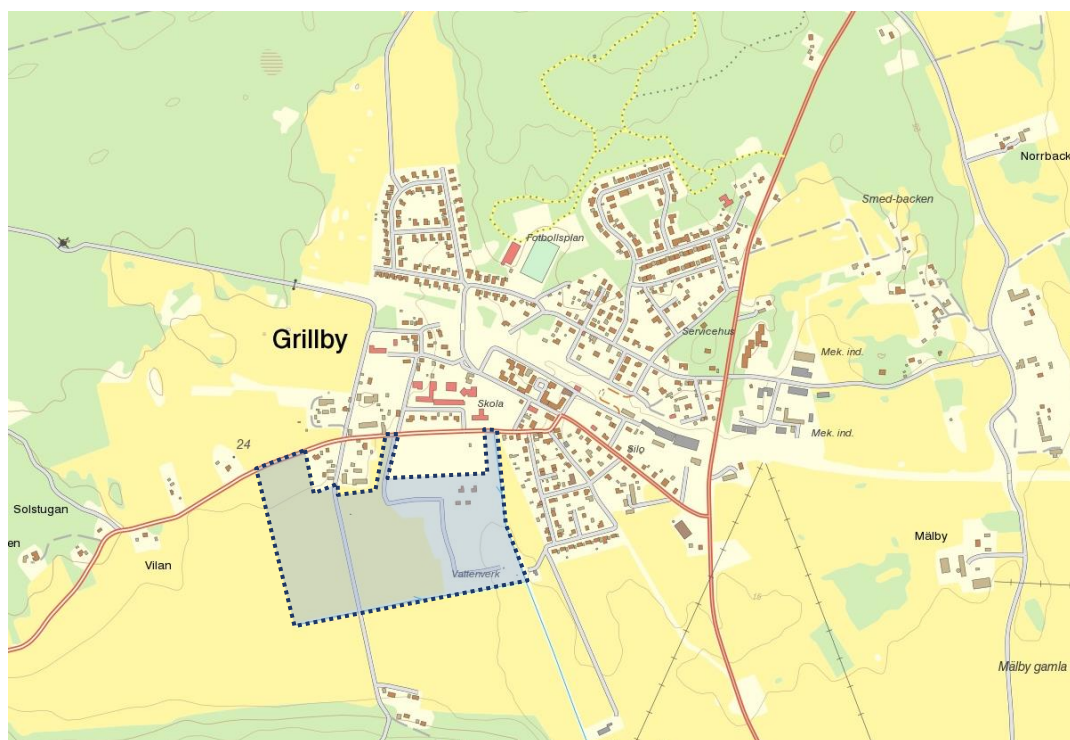 Norrback
Smed-backen
Fotbollsplan
Servicehus
Grillby
Mek. ind.
Skola
Mek. ind.
24
Silo
Solstugan
en
Vilan
Mälby
Vattenverk
16
Mälby gamla